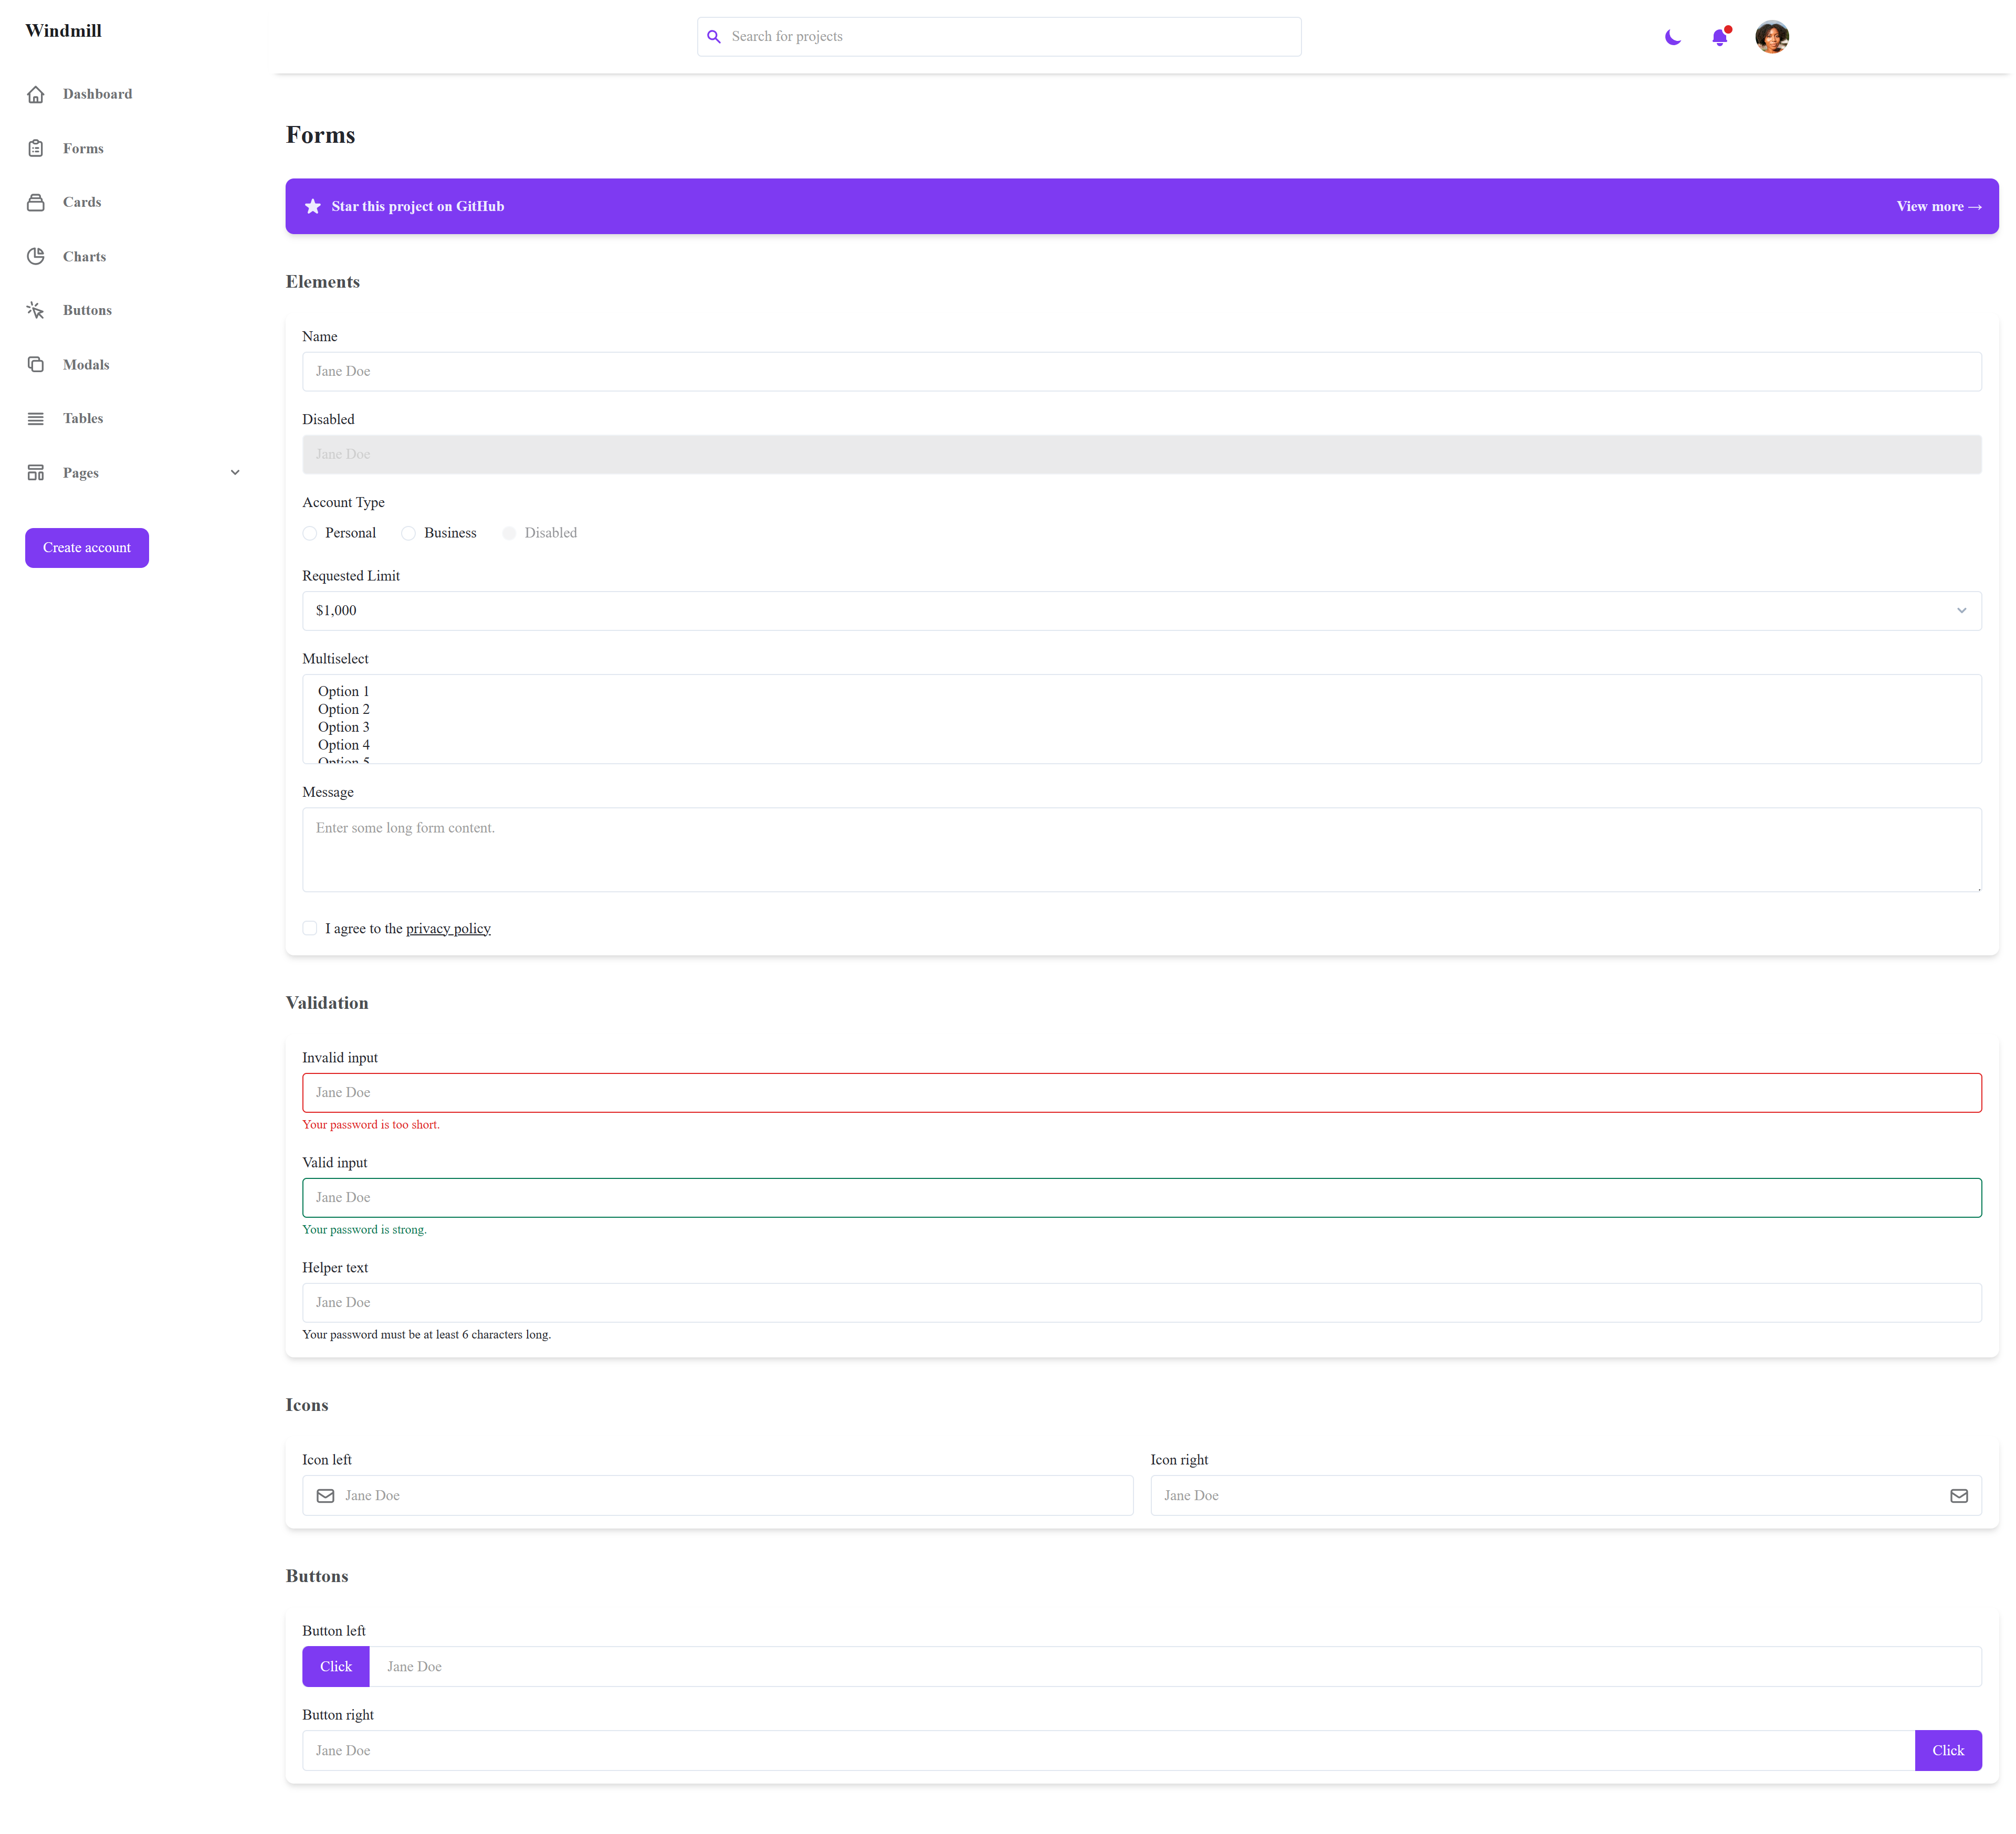 Windmill
Search for projects
Dashboard
Forms
Cards
Charts
Buttons
Modals
Tables
Pages
Create account
Forms
Star this project on GitHub
View more →
Elements
Name
Jane Doe
Disabled
Jane Doe
Account Type
Personal Business Disabled
Requested Limit
$1,000
Multiselect
Option 1
Option 2
Option 3
Option 4
Option 5
Message
Enter some long form content.
I agree to the privacy policy
Validation
Invalid input
Jane Doe
Your password is too short.
Valid input
Jane Doe
Your password is strong.
Helper text
Jane Doe
Your password must be at least 6 characters long.
Icons
Icon left
Jane Doe
Icon right
Jane Doe
Buttons
Button left
Click Jane Doe
Button right
Jane Doe Click